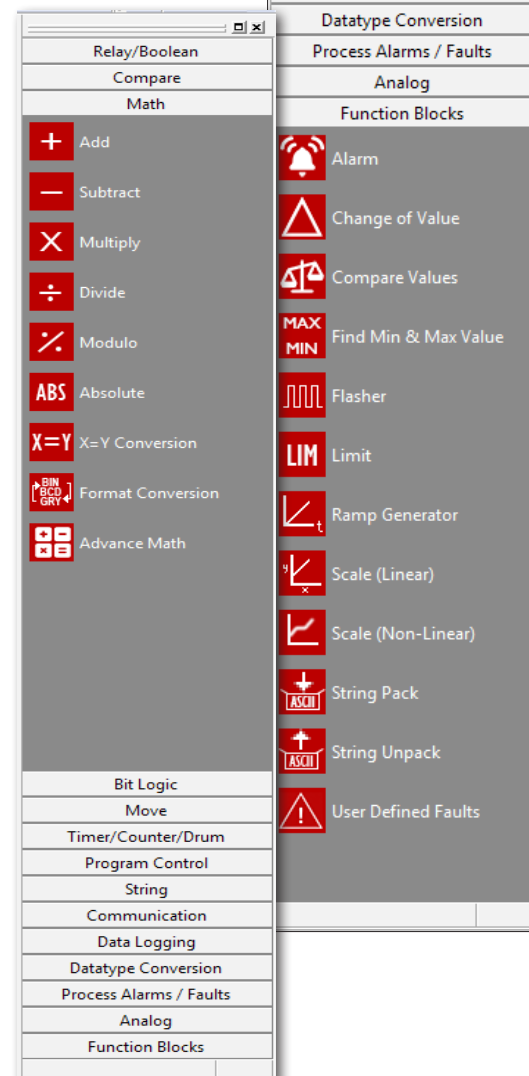 Relay/Boolean
Compare
Math
+ Add
− Subtract
X Multiply
÷ Divide
⁒ Modulo
ABS Absolute
X=Y X=Y Conversion
BIN
BCD
GRY
Format Conversion
Advance Math
Bit Logic
Move
Timer/Counter/Drum
Program Control
String
Communication
Data Logging
Datatype Conversion
Process Alarms / Faults
Analog
Function Blocks
Datatype Conversion
Process Alarms / Faults
Analog
Function Blocks
Alarm
Change of Value
Compare Values
MAX
MIN
Find Min & Max Value
Flasher
LIM Limit
t
Ramp Generator
y
x
Scale (Linear)
Scale (Non-Linear)
ASCII
String Pack
ASCII
String Unpack
! User Defined Faults